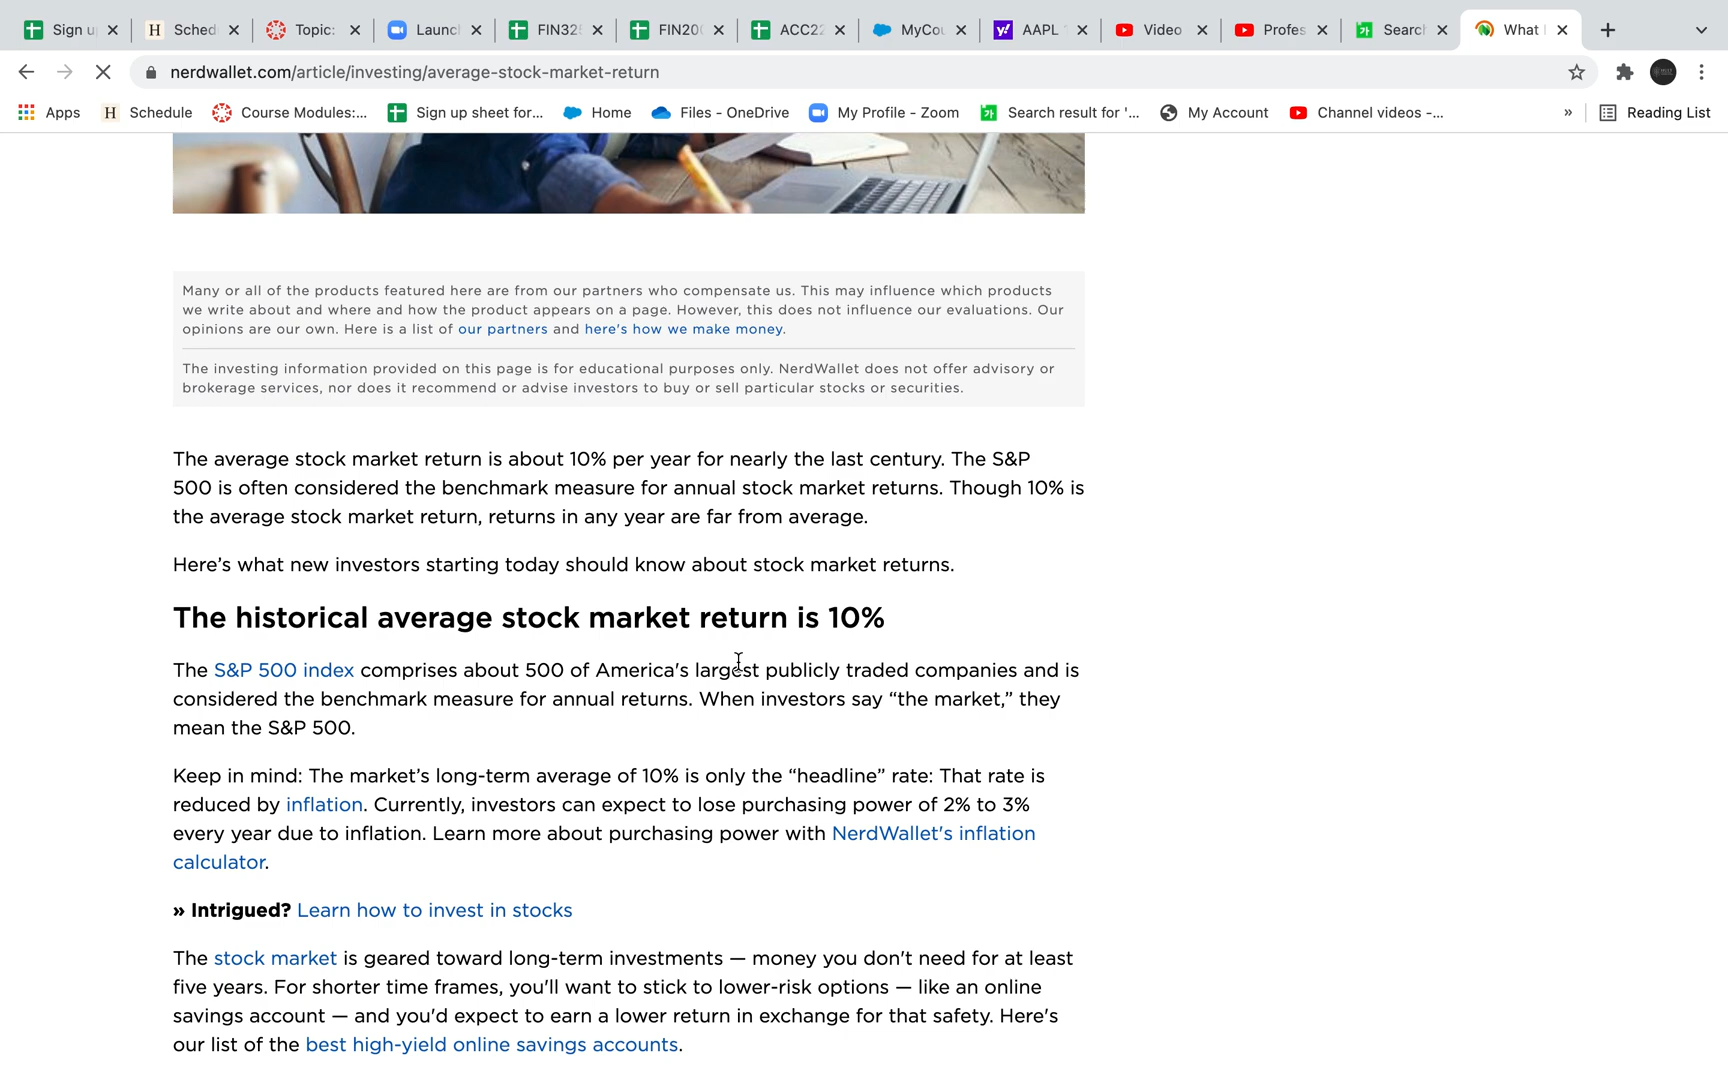 Sign u
Sched
Topic:
Launc
FIN32
FIN20
ACC22
MyCou
AAPL
Video
Profes
Search
What
nerdwallet.com/article/investing/average-stock-market-return
Apps
Schedule
Course Modules:...
Sign up sheet for...
Home
Files - OneDrive
My Profile - Zoom
Search result for '...
My Account
Channel videos -...
»
Reading List
Many or all of the products featured here are from our partners who compensate us. This may influence which products
we write about and where and how the product appears on a page. However, this does not influence our evaluations. Our
opinions are our own. Here is a list of our partners and here's how we make money.
The investing information provided on this page is for educational purposes only. NerdWallet does not offer advisory or
brokerage services, nor does it recommend or advise investors to buy or sell particular stocks or securities.
The average stock market return is about 10% per year for nearly the last century. The S&P
500 is often considered the benchmark measure for annual stock market returns. Though 10% is
the average stock market return, returns in any year are far from average.
Here’s what new investors starting today should know about stock market returns.
The historical average stock market return is 10%
The S&P 500 index comprises about 500 of America's largest publicly traded companies and is
considered the benchmark measure for annual returns. When investors say “the market,” they
mean the S&P 500.
Keep in mind: The market’s long-term average of 10% is only the “headline” rate: That rate is
reduced by inflation. Currently, investors can expect to lose purchasing power of 2% to 3%
every year due to inflation. Learn more about purchasing power with NerdWallet's inflation
calculator.
» Intrigued? Learn how to invest in stocks
The stock market is geared toward long-term investments — money you don't need for at least
five years. For shorter time frames, you'll want to stick to lower-risk options — like an online
savings account — and you'd expect to earn a lower return in exchange for that safety. Here's
our list of the best high-yield online savings accounts.